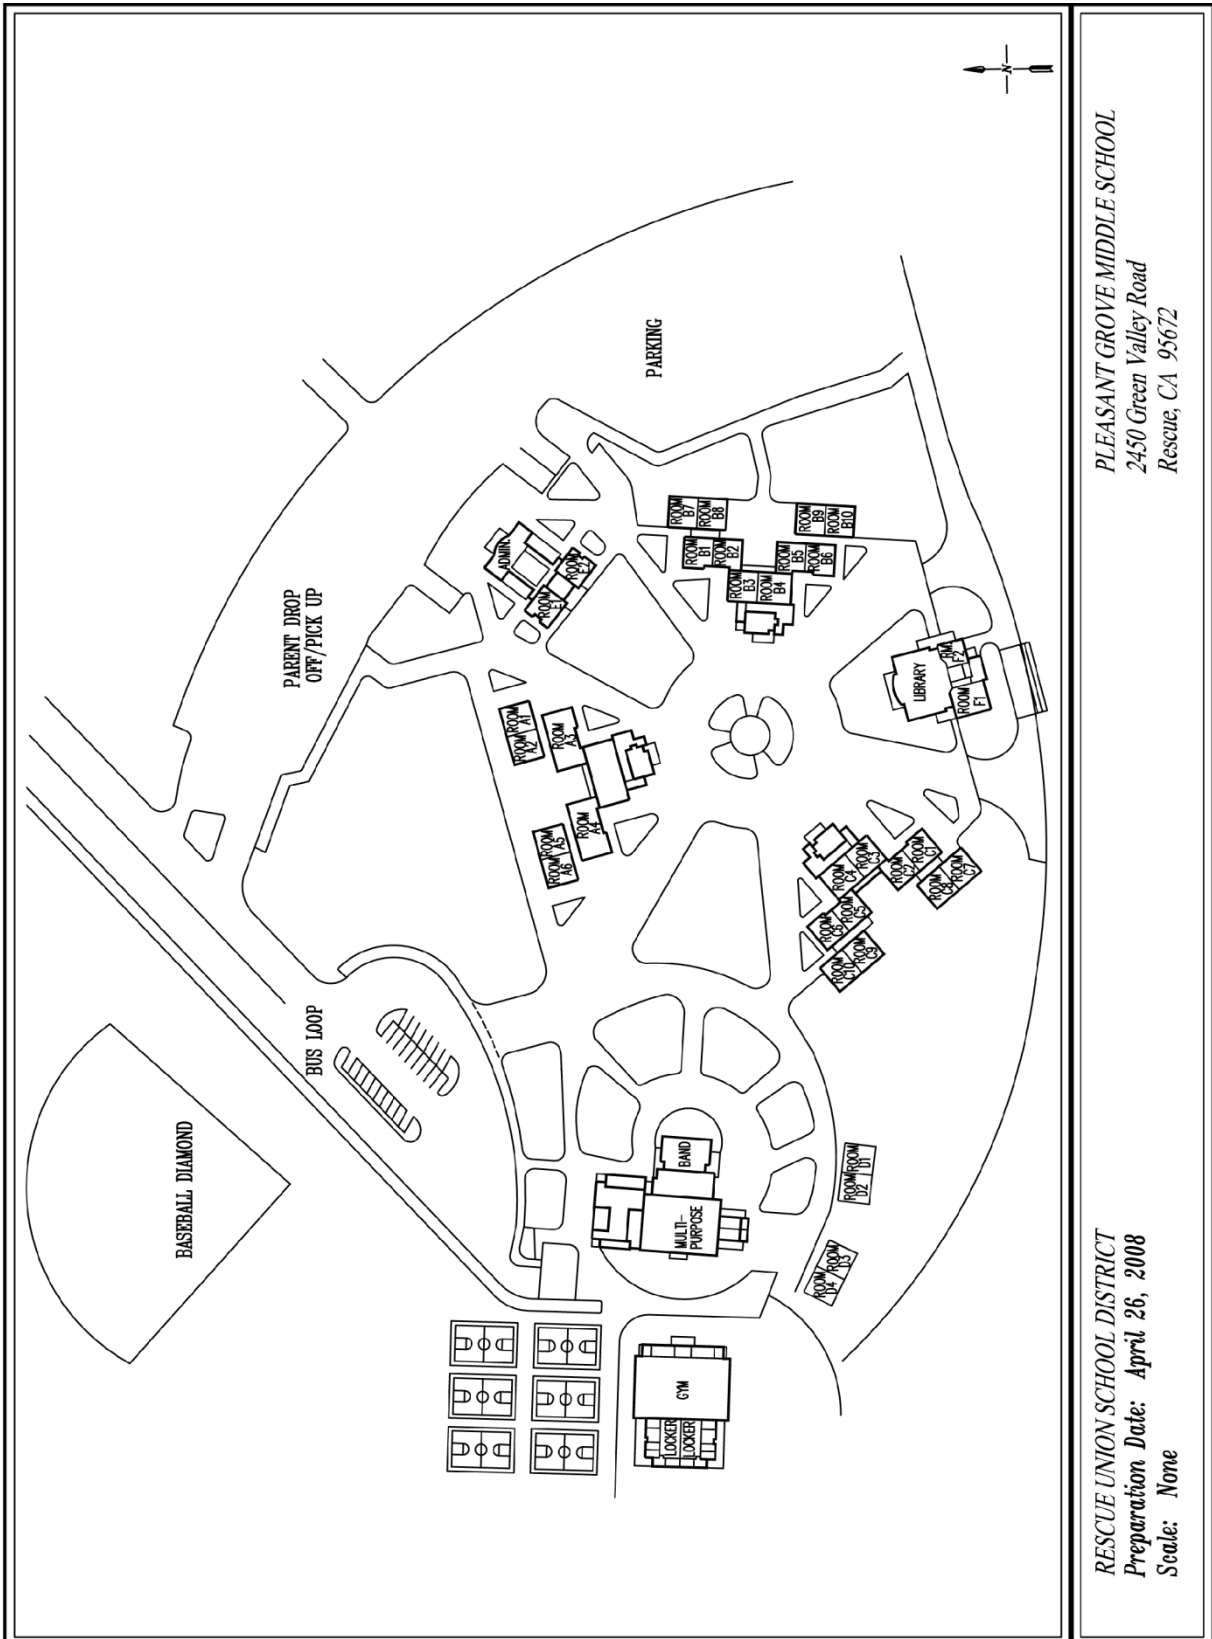 N
PARENT DROP
OFF/PICK UP
PARKING
BUS LOOP
BASEBALL DIAMOND
ADMIN.
ROOM
E1
ROOM
E23
ROOM
A1
ROOM
A2
ROOM
A3
ROOM
A4
ROOM
A5
ROOM
A6
ROOM
B7
ROOM
B8
ROOM
B1
ROOM
B2
ROOM
B3
ROOM
B4
ROOM
B5
ROOM
B6
ROOM
B9
ROOM
B10
LIBRARY
RM
F2
ROOM
F1
ROOM
C3
ROOM
C4
ROOM
C1
ROOM
C2
ROOM
C7
ROOM
C8
ROOM
C5
ROOM
C6
ROOM
C9
ROOM
C10
BAND
MULTI-
PURPOSE
ROOM
D1
ROOM
D2
ROOM
D3
ROOM
D4
GYM
LOCKER
LOCKER
RESCUE UNION SCHOOL DISTRICT
Preparation Date: April 26, 2008
Scale: None
PLEASANT GROVE MIDDLE SCHOOL
2450 Green Valley Road
Rescue, CA 95672